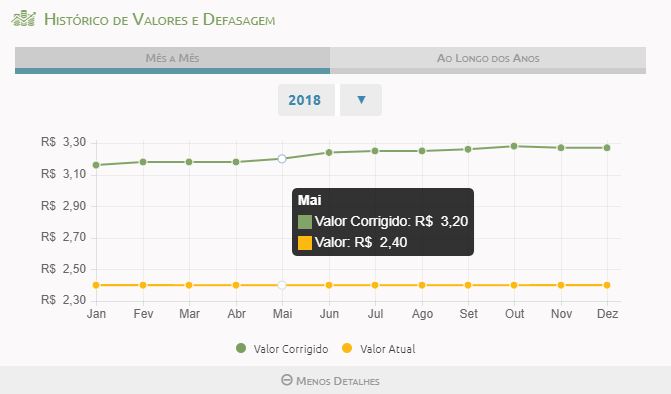 Histórico de Valores e Defasagem
Mês a Mês
Ao Longo dos Anos
2018 ▼
R$ 3,30
R$ 3,10
R$ 2,90
R$ 2,70
R$ 2,50
R$ 2,30
Mai
Valor Corrigido: R$ 3,20
Valor: R$ 2,40
Jan Fev Mar Abr Mai Jun Jul Ago Set Out Nov Dez
Valor Corrigido Valor Atual
Menos Detalhes